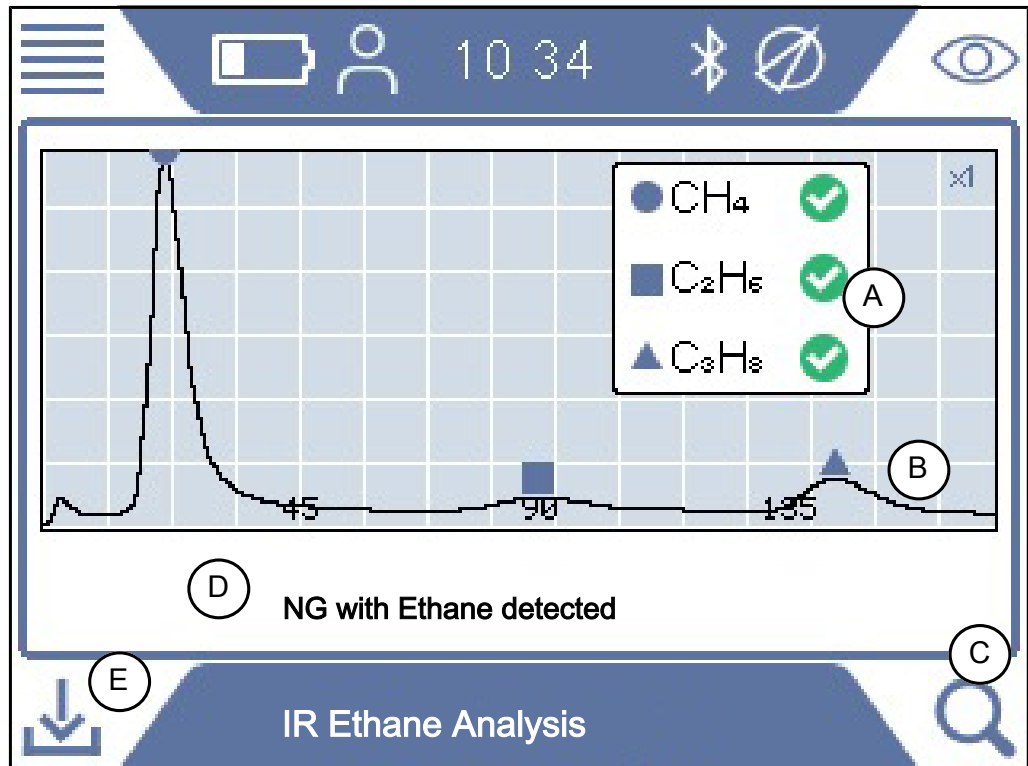 10 34
x1
CH₄
C₂H₆
A
C₃H₈
B
45 90 135
D
NG with Ethane detected
C
E
IR Ethane Analysis